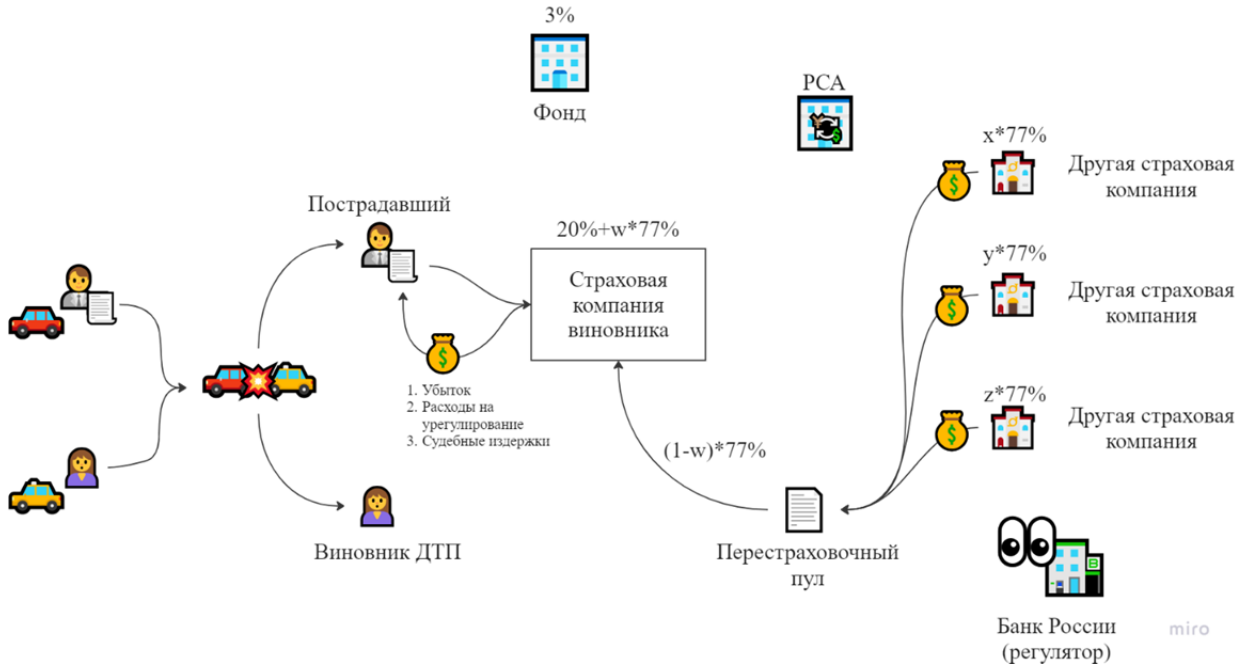 3%
Фонд
РСА
x*77%
Другая страховая
компания
Пострадавший
20%+w*77%
Страховая
компания
виновника
y*77%
Другая страховая
компания
1. Убыток
2. Расходы на
урегулирование
3. Судебные издержки
z*77%
Другая страховая
компания
(1-w)*77%
Виновник ДТП
Перестраховочный
пул
Банк России
(регулятор)
miro